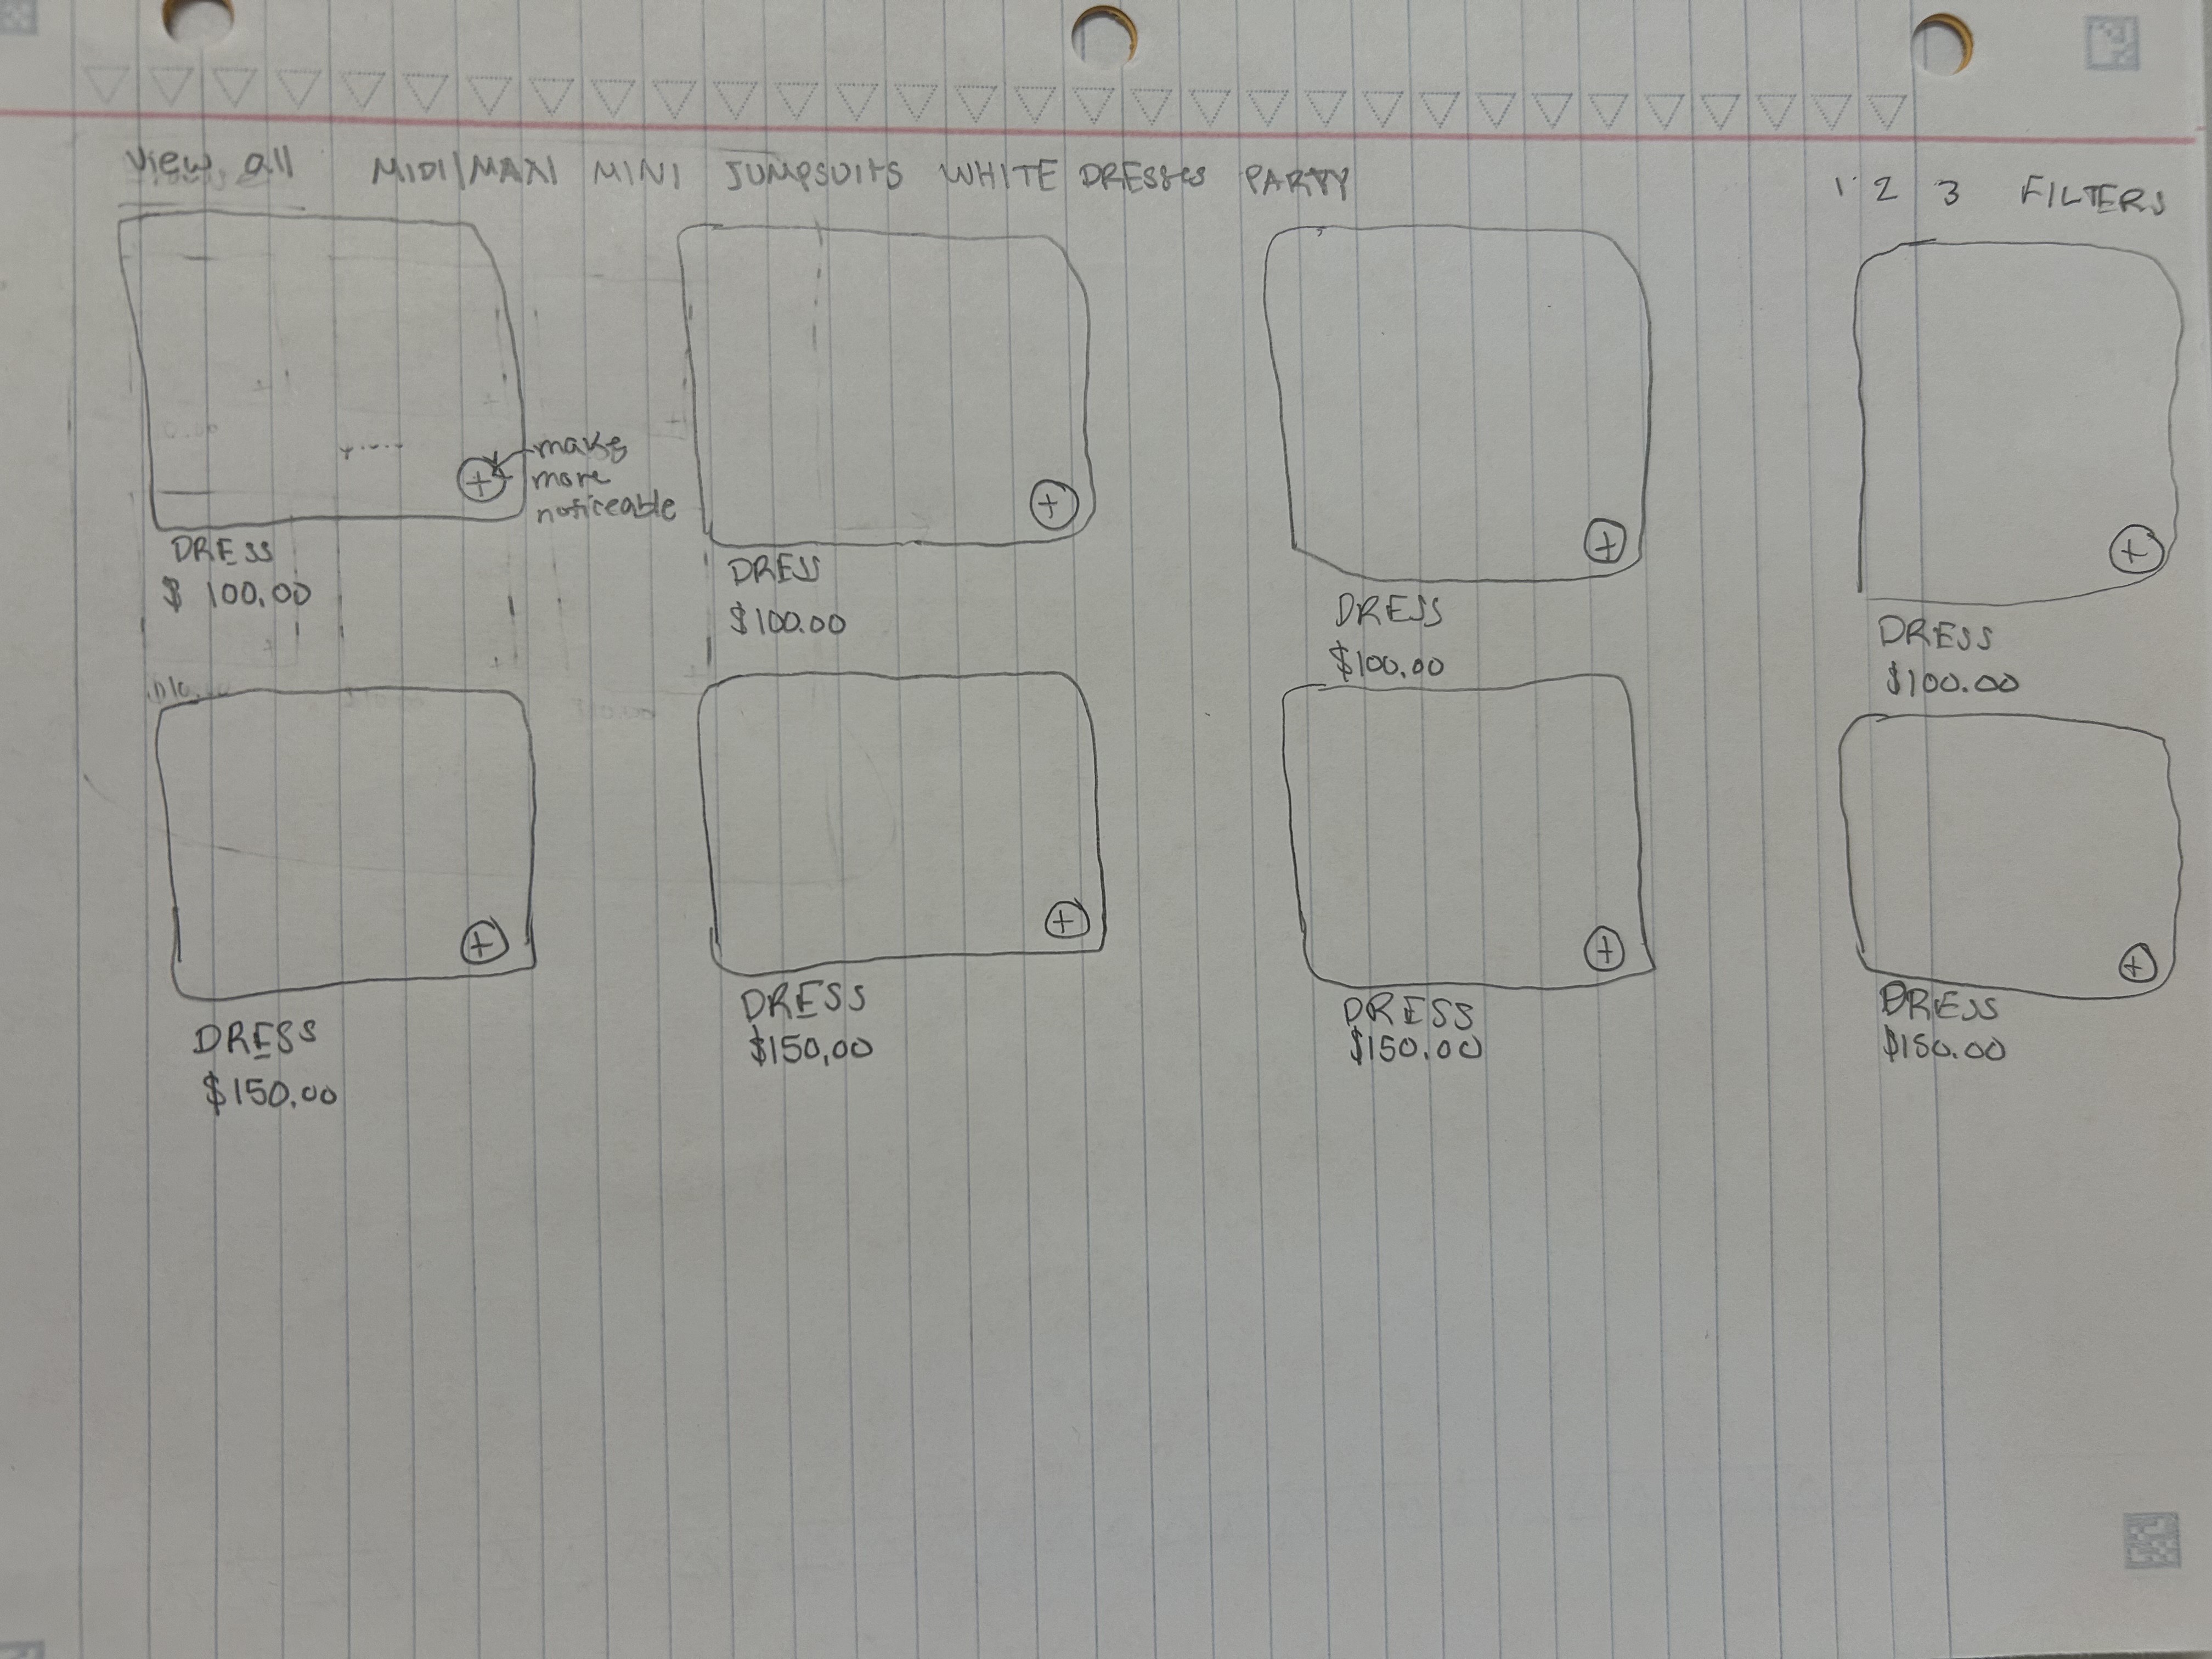 view all MIDI/MAXI MINI JUMPSUITS WHITE DRESSES PARTY 1 2 3 FILTERS
+ make
more
noticeable
+ + +
DRESS DRESS DRESS DRESS
$ 100.00 $100.00 $100.00 $100.00
+ + + +
DRESS DRESS DRESS DRESS
$150.00 $150.00 $150.00 $150.00